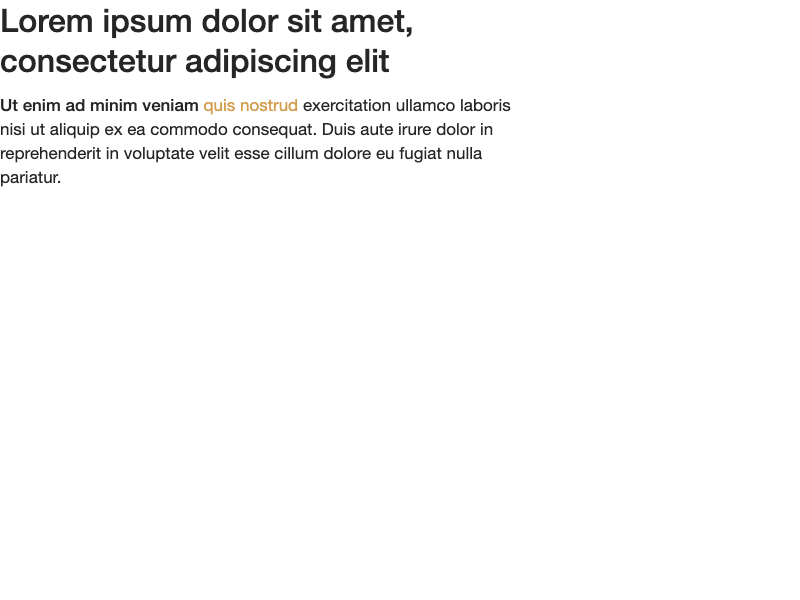 Lorem ipsum dolor sit amet,
consectetur adipiscing elit
Ut enim ad minim veniam quis nostrud exercitation ullamco laboris
nisi ut aliquip ex ea commodo consequat. Duis aute irure dolor in
reprehenderit in voluptate velit esse cillum dolore eu fugiat nulla
pariatur.